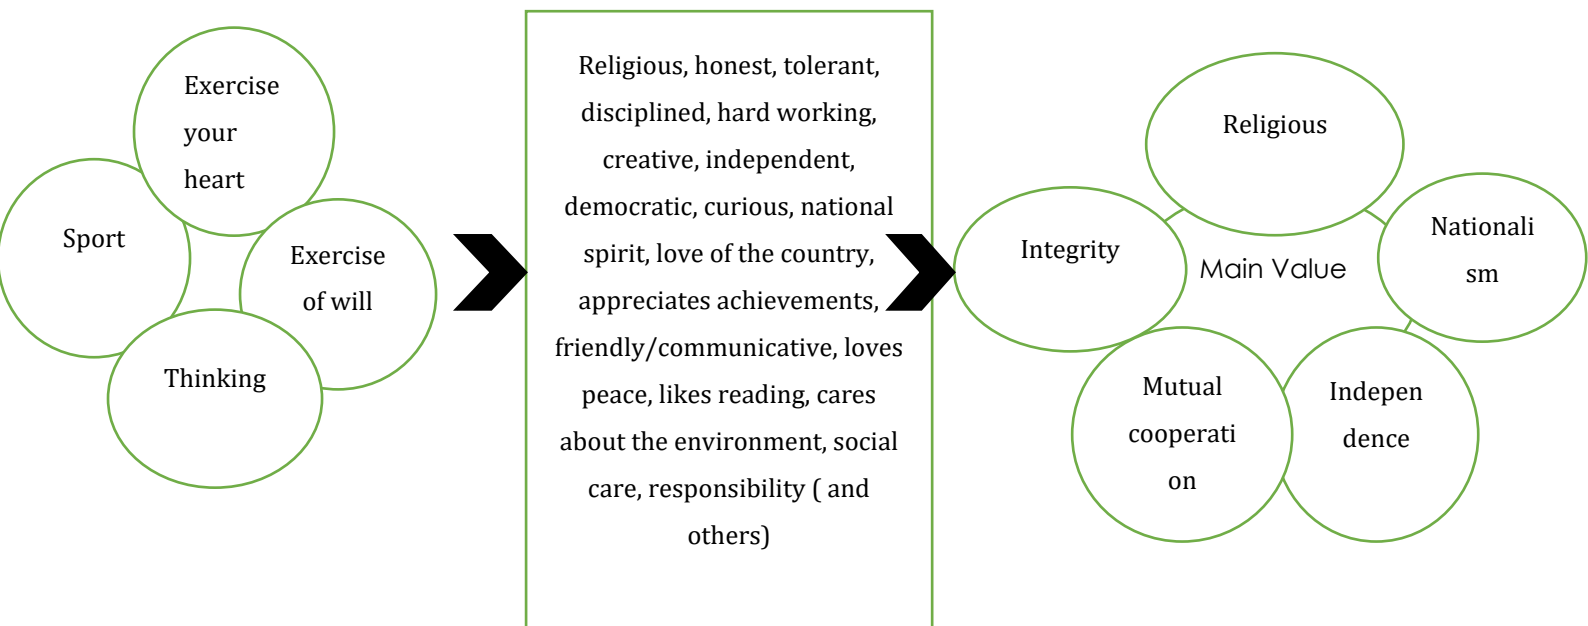 Exercise
your
heart
Sport
Exercise
of will
Thinking
Religious, honest, tolerant,
disciplined, hard working,
creative, independent,
democratic, curious, national
spirit, love of the country,
appreciates achievements,
friendly/communicative, loves
peace, likes reading, cares
about the environment, social
care, responsibility ( and
others)
Religious
Integrity
Nationali
sm
Main Value
Mutual
cooperati
on
Indepen
dence